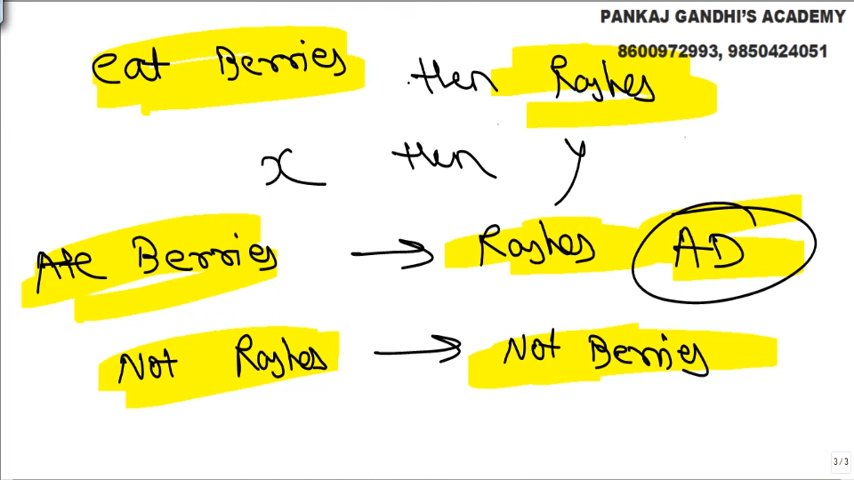 PANKAJ GANDHI'S ACADEMY
8600972993, 9850424051
eat Berries then Rashes
x then y
Ate Berries → Rashes AD
Not Rashes → Not Berries
3/3